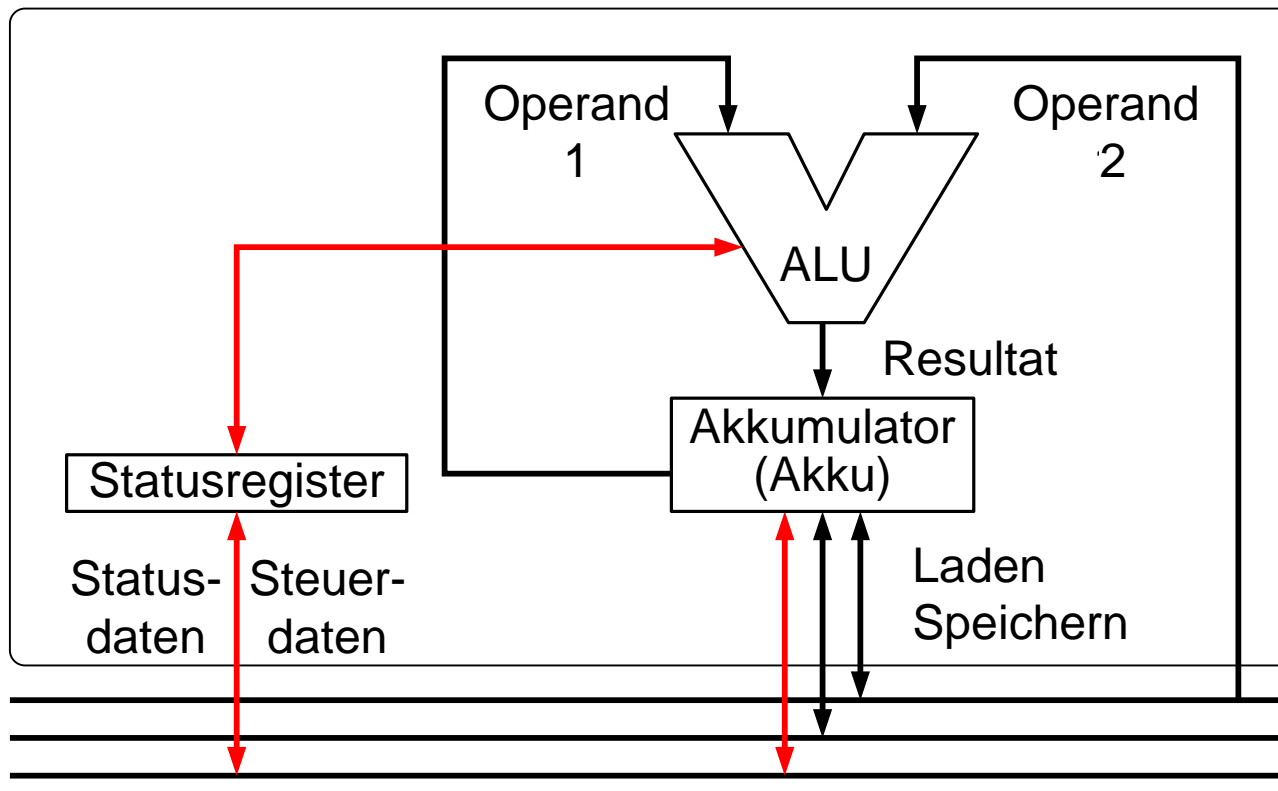 Operand
1
Operand
2
ALU
Resultat
Akkumulator
(Akku)
Statusregister
Status-
daten
Steuer-
daten
Laden
Speichern